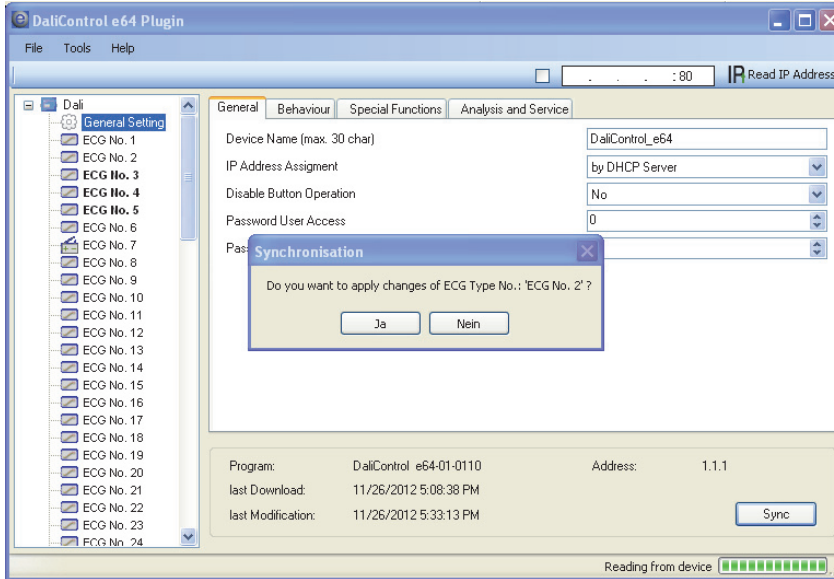 DaliControl e64 Plugin
File Tools Help
. . . : 80 IP Read IP Address
Dali
General Setting
ECG No. 1
ECG No. 2
ECG No. 3
ECG No. 4
ECG No. 5
ECG No. 6
ECG No. 7
ECG No. 8
ECG No. 9
ECG No. 10
ECG No. 11
ECG No. 12
ECG No. 13
ECG No. 14
ECG No. 15
ECG No. 16
ECG No. 17
ECG No. 18
ECG No. 19
ECG No. 20
ECG No. 21
ECG No. 22
ECG No. 23
ECG No. 24
General Behaviour Special Functions Analysis and Service
Device Name (max. 30 char) DaliControl_e64
IP Address Assigment by DHCP Server
Disable Button Operation No
Password User Access 0
Pas
Synchronisation
Do you want to apply changes of ECG Type No.: 'ECG No. 2' ?
Ja Nein
Program: DaliControl e64-01-0110 Address: 1.1.1
last Download: 11/26/2012 5:08:38 PM
last Modification: 11/26/2012 5:33:13 PM Sync
Reading from device